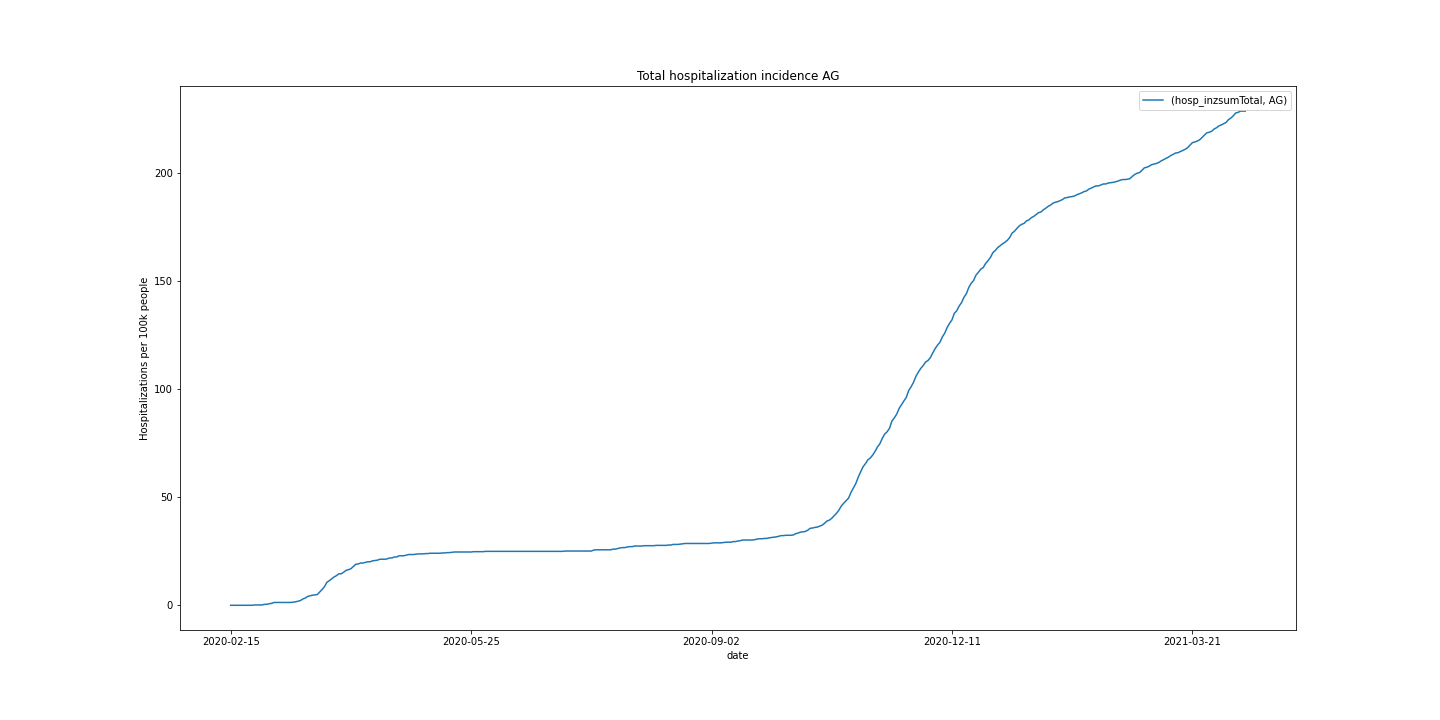 Total hospitalization incidence AG
(hosp_inzsumTotal, AG)
Hospitalizations per 100k people
200
150
100
50
0
2020-02-15
2020-05-25
2020-09-02
2020-12-11
2021-03-21
date